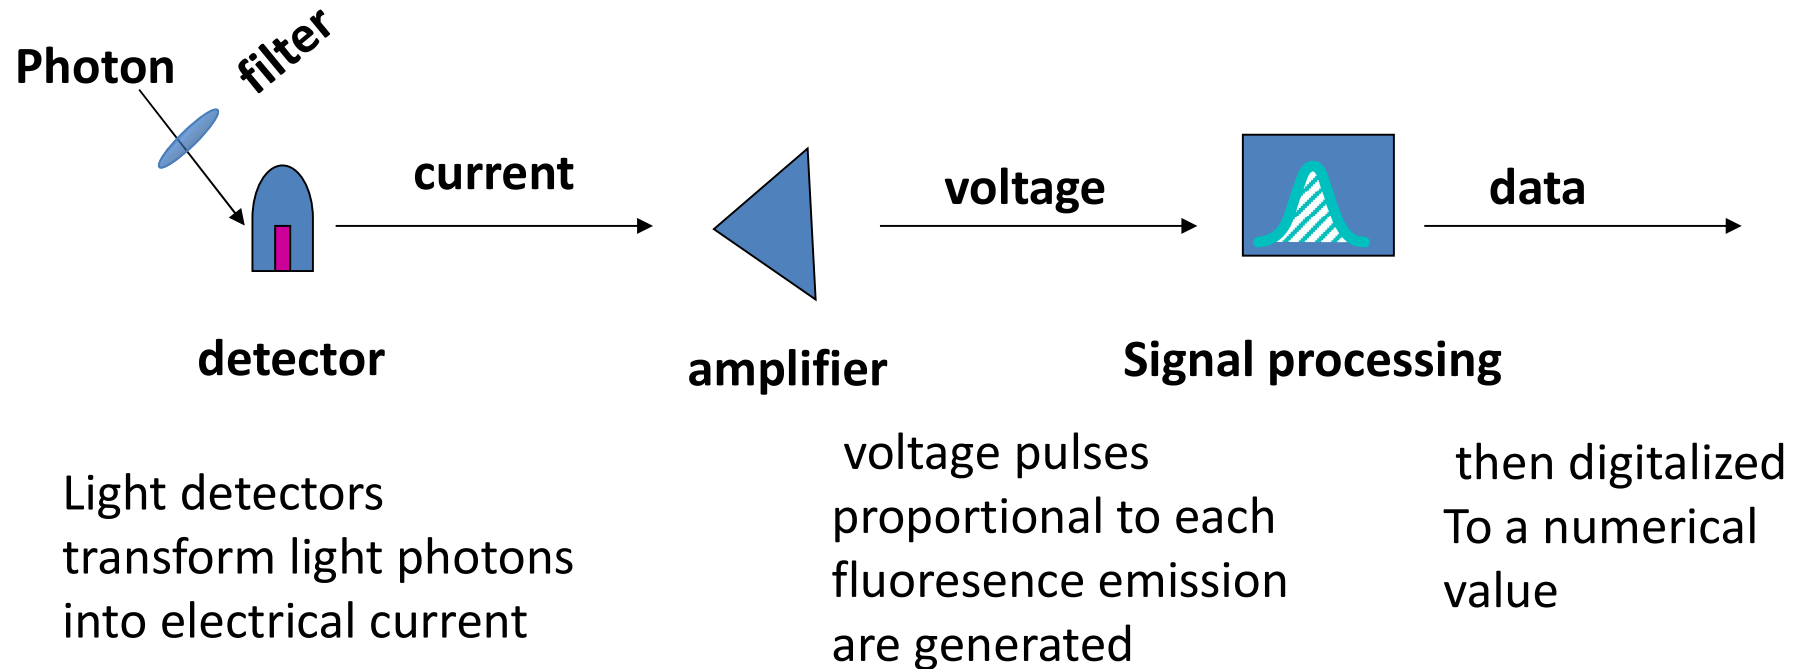 Photon
filter
current
voltage
data
detector
amplifier
Signal processing
Light detectors
transform light photons
into electrical current
voltage pulses
proportional to each
fluoresence emission
are generated
then digitalized
To a numerical
value